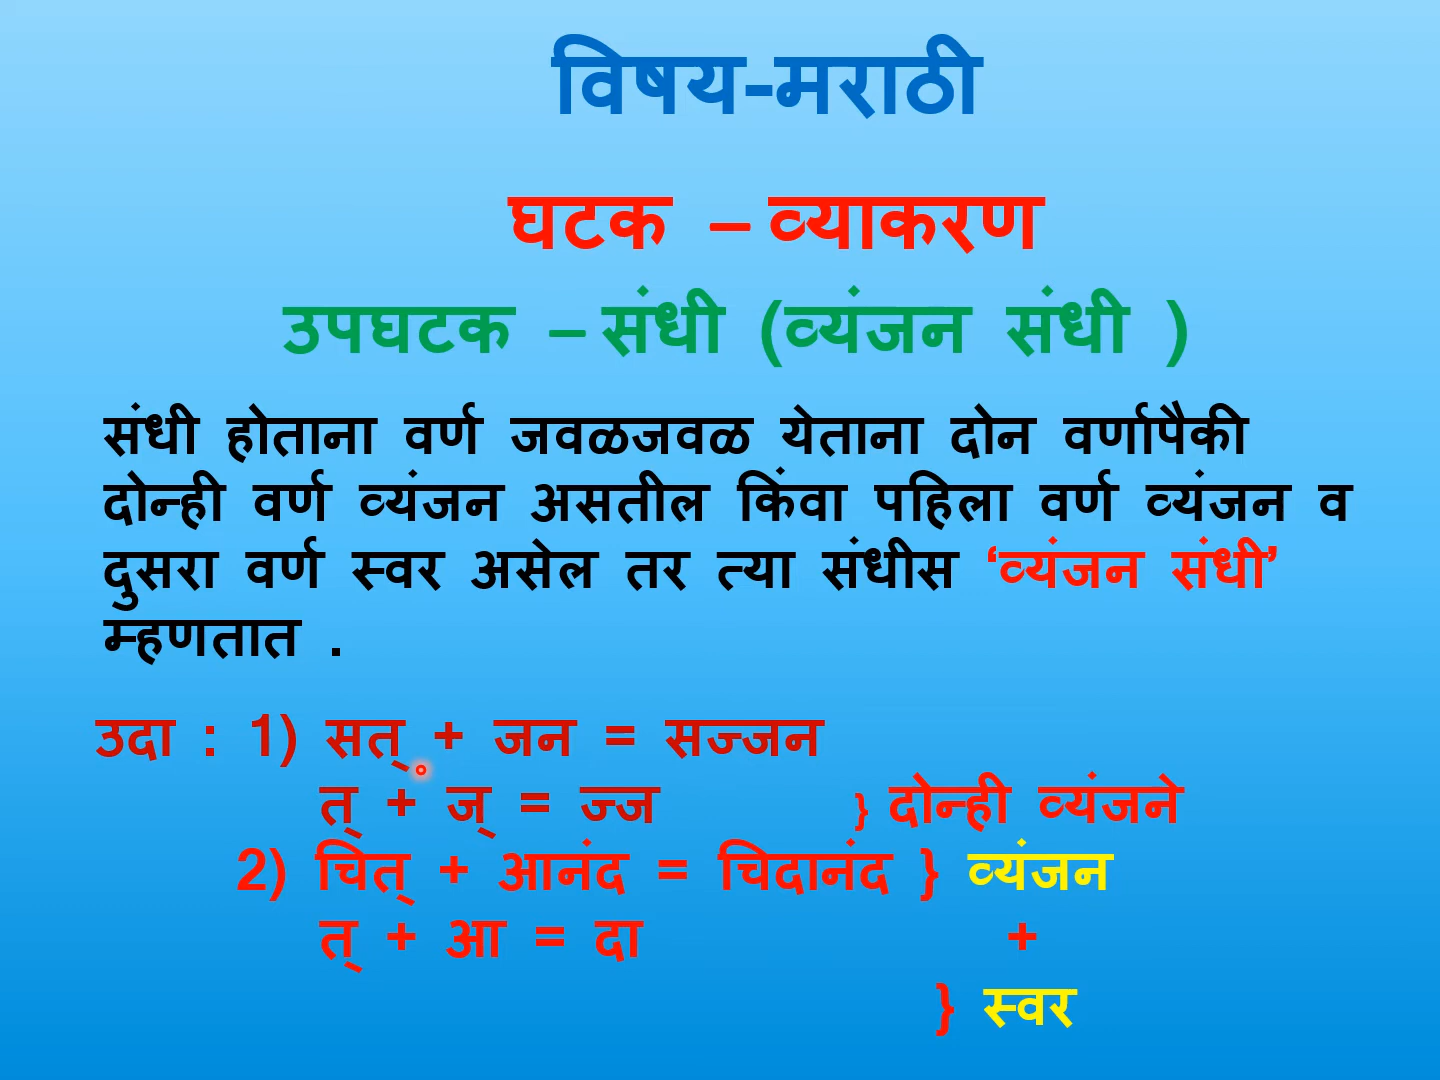 विषय-मराठी
घटक – व्याकरण
उपघटक – संधी (व्यंजन संधी )
संधी होताना वर्ण जवळजवळ येताना दोन वर्णापैकी
दोन्ही वर्ण व्यंजन असतील किंवा पहिला वर्ण व्यंजन व
दुसरा वर्ण स्वर असेल तर त्या संधीस ‘व्यंजन संधी’
म्हणतात .
उदा : 1) सत् + जन = सज्जन
त् + ज् = ज्ज } दोन्ही व्यंजने
2) चित् + आनंद = चिदानंद } व्यंजन
त् + आ = दा +
} स्वर